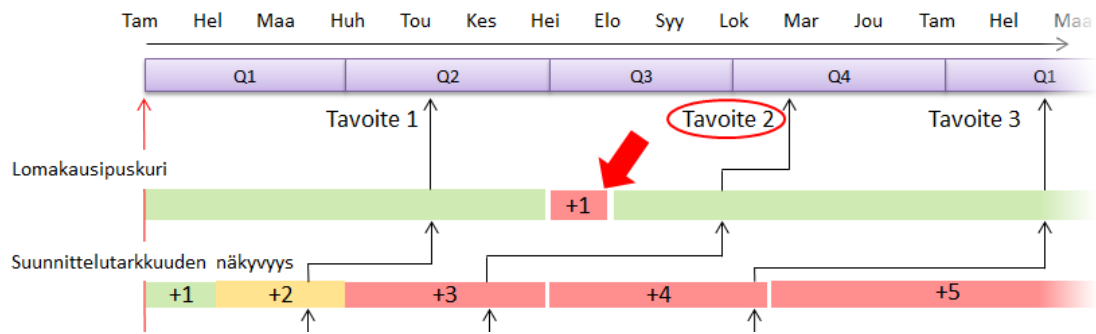 Tam Hel Maa Huh Tou Kes Hei Elo Syy Lok Mar Jou Tam Hel Maa
Q1 Q2 Q3 Q4 Q1
Tavoite 1 Tavoite 2 Tavoite 3
Lomakausipuskuri
+1
Suunnittelutarkkuuden näkyvyys
+1 +2 +3 +4 +5